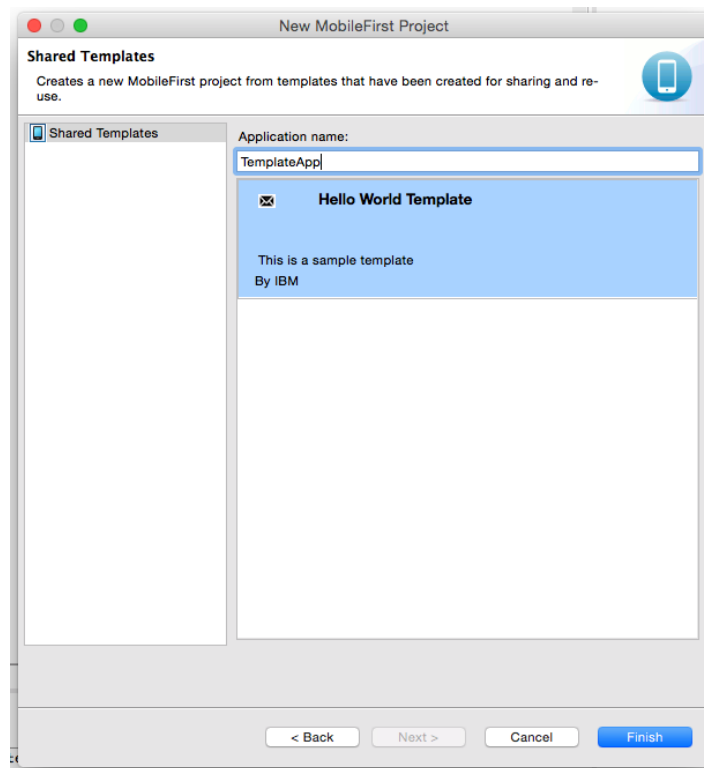 New MobileFirst Project
Shared Templates
Creates a new MobileFirst project from templates that have been created for sharing and re-
use.
Shared Templates
Application name:
TemplateApp
Hello World Template
This is a sample template
By IBM
< Back
Next >
Cancel
Finish